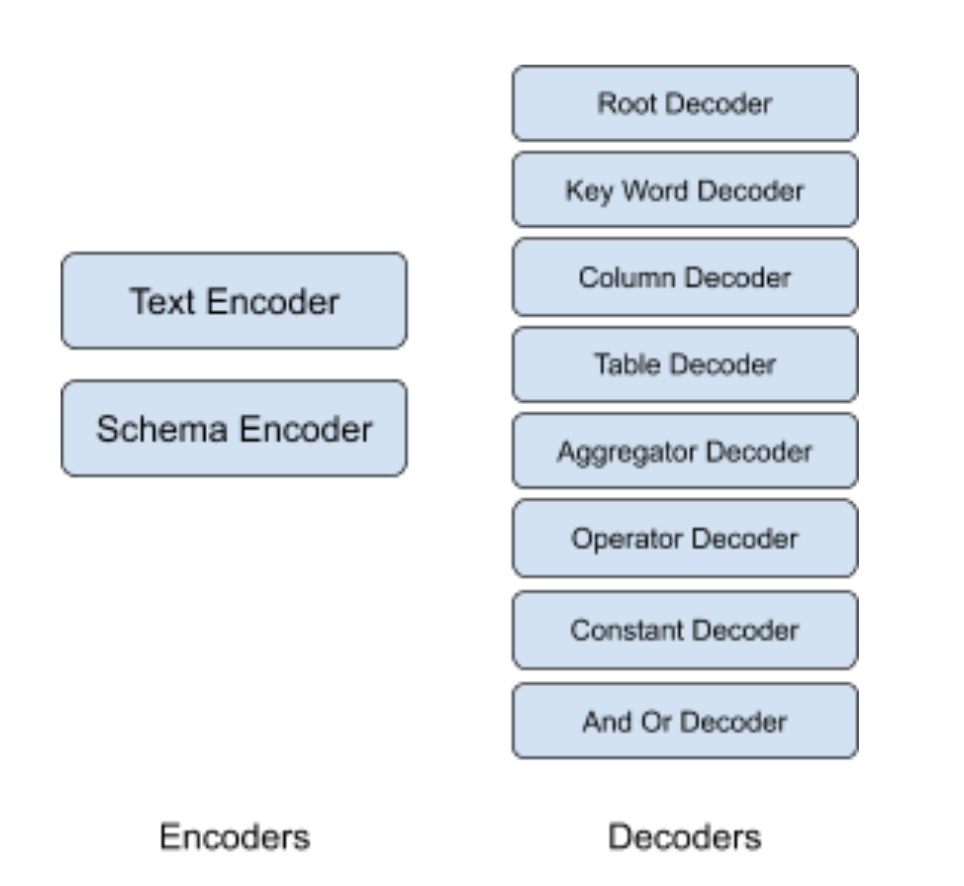 Text Encoder
Schema Encoder
Encoders
Root Decoder
Key Word Decoder
Column Decoder
Table Decoder
Aggregator Decoder
Operator Decoder
Constant Decoder
And Or Decoder
Decoders